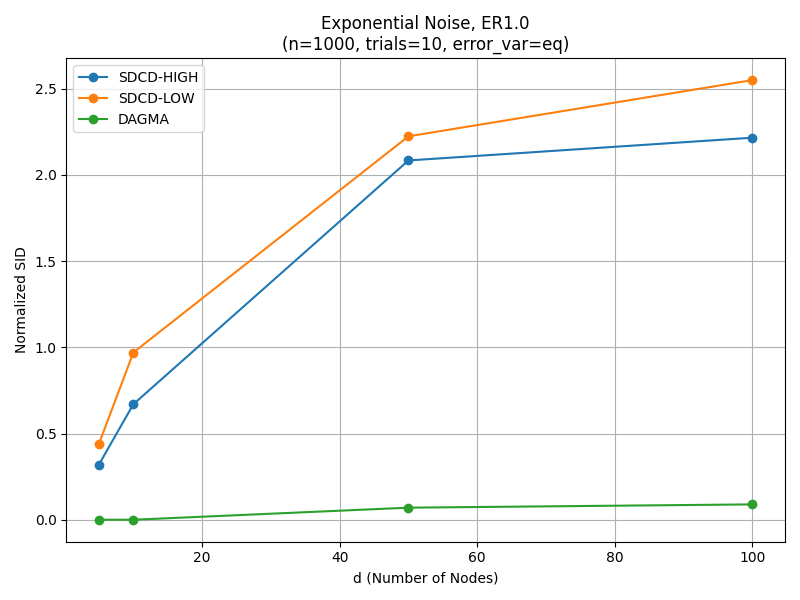 Exponential Noise, ER1.0
(n=1000, trials=10, error_var=eq)
SDCD-HIGH
SDCD-LOW
DAGMA
Normalized SID
2.5
2.0
1.5
1.0
0.5
0.0
20 40 60 80 100
d (Number of Nodes)